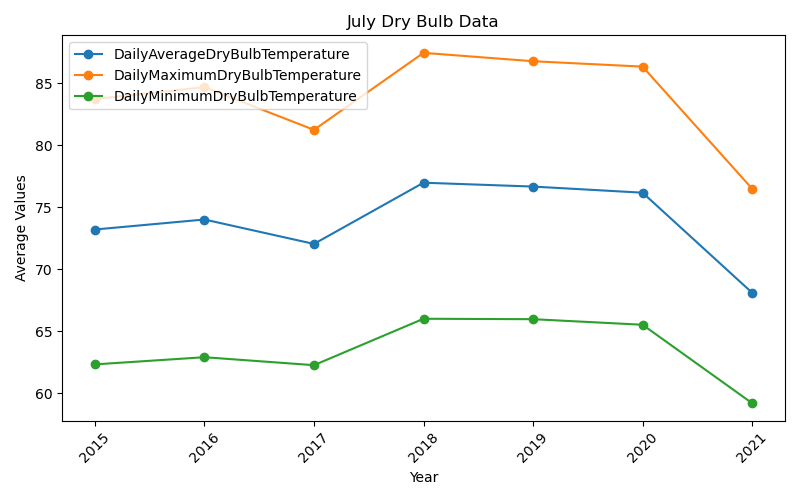 July Dry Bulb Data
DailyAverageDryBulbTemperature
DailyMaximumDryBulbTemperature
DailyMinimumDryBulbTemperature
Average Values
85
80
75
70
65
60
2015
2016
2017
2018
2019
2020
2021
Year